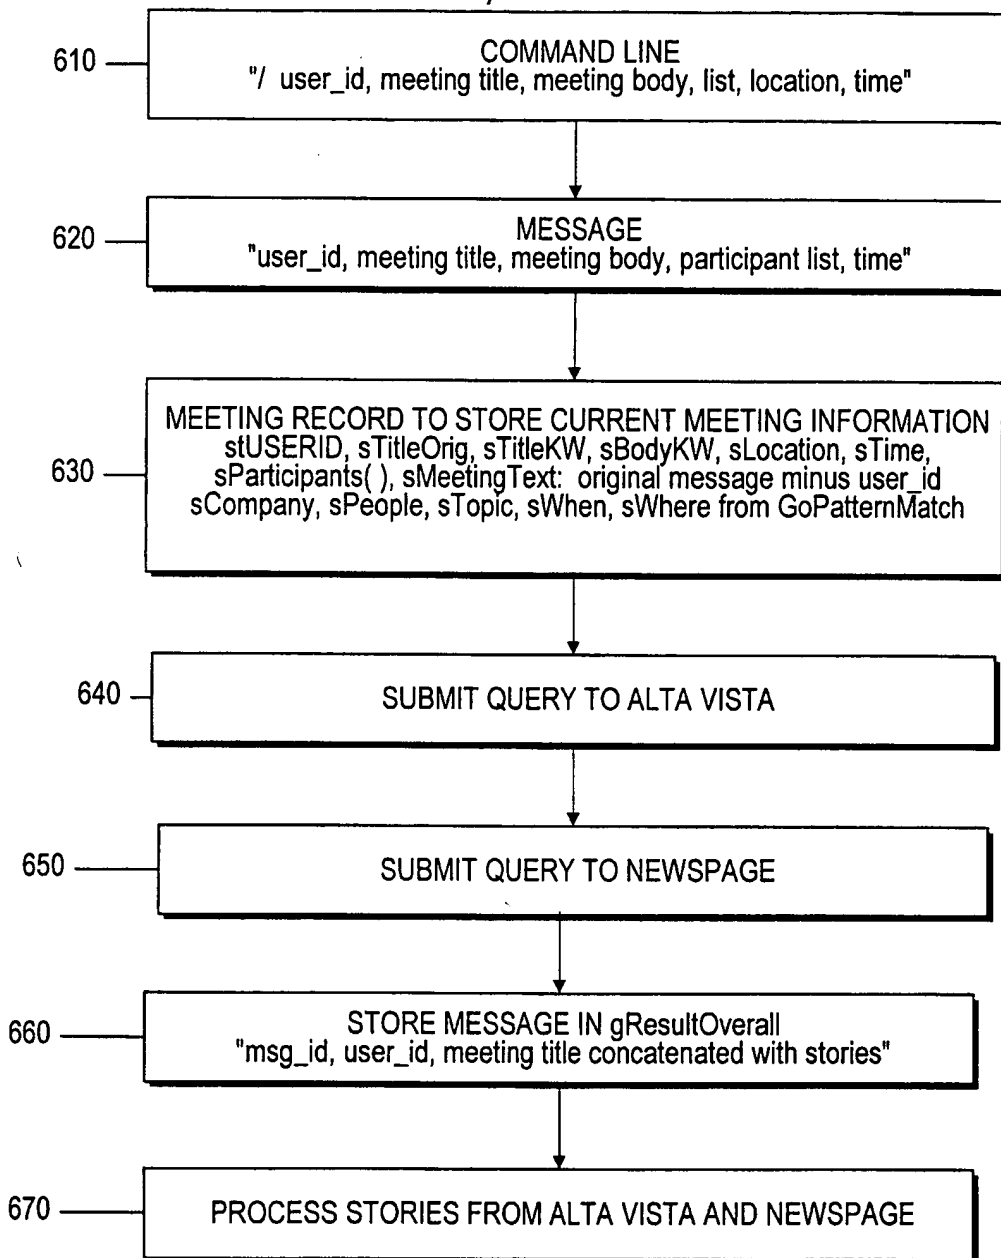 610
COMMAND LINE
"/ user_id, meeting title, meeting body, list, location, time"
620
MESSAGE
"user_id, meeting title, meeting body, participant list, time"
630
MEETING RECORD TO STORE CURRENT MEETING INFORMATION
stUSERID, sTitleOrig, sTitleKW, sBodyKW, sLocation, sTime,
sParticipants( ), sMeetingText: original message minus user_id
sCompany, sPeople, sTopic, sWhen, sWhere from GoPatternMatch
640
SUBMIT QUERY TO ALTA VISTA
650
SUBMIT QUERY TO NEWSPAGE
660
STORE MESSAGE IN gResultOverall
"msg_id, user_id, meeting title concatenated with stories"
670
PROCESS STORIES FROM ALTA VISTA AND NEWSPAGE